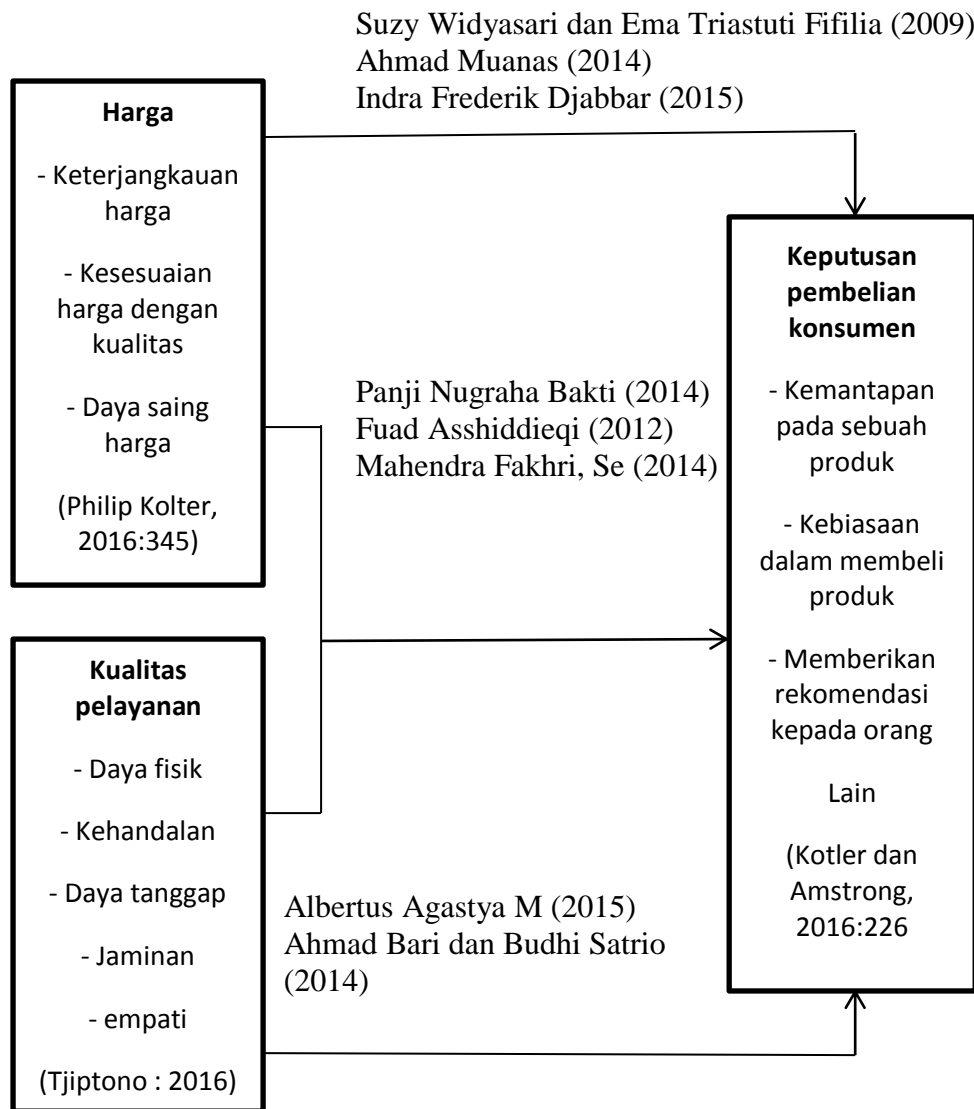 Suzy Widyasari dan Ema Triastuti Fifilia (2009)
Ahmad Muanas (2014)
Indra Frederik Djabbar (2015)
Harga
- Keterjangkauan
harga
- Kesesuaian
harga dengan
kualitas
- Daya saing
harga
(Philip Kolter,
2016:345)
Panji Nugraha Bakti (2014)
Fuad Asshiddieqi (2012)
Mahendra Fakhri, Se (2014)
Keputusan
pembelian
konsumen
- Kemantapan
pada sebuah
produk
- Kebiasaan
dalam membeli
produk
- Memberikan
rekomendasi
kepada orang
Lain
(Kotler dan
Amstrong,
2016:226
Kualitas
pelayanan
- Daya fisik
- Kehandalan
- Daya tanggap
- Jaminan
- empati
(Tjiptono : 2016)
Albertus Agastya M (2015)
Ahmad Bari dan Budhi Satrio
(2014)